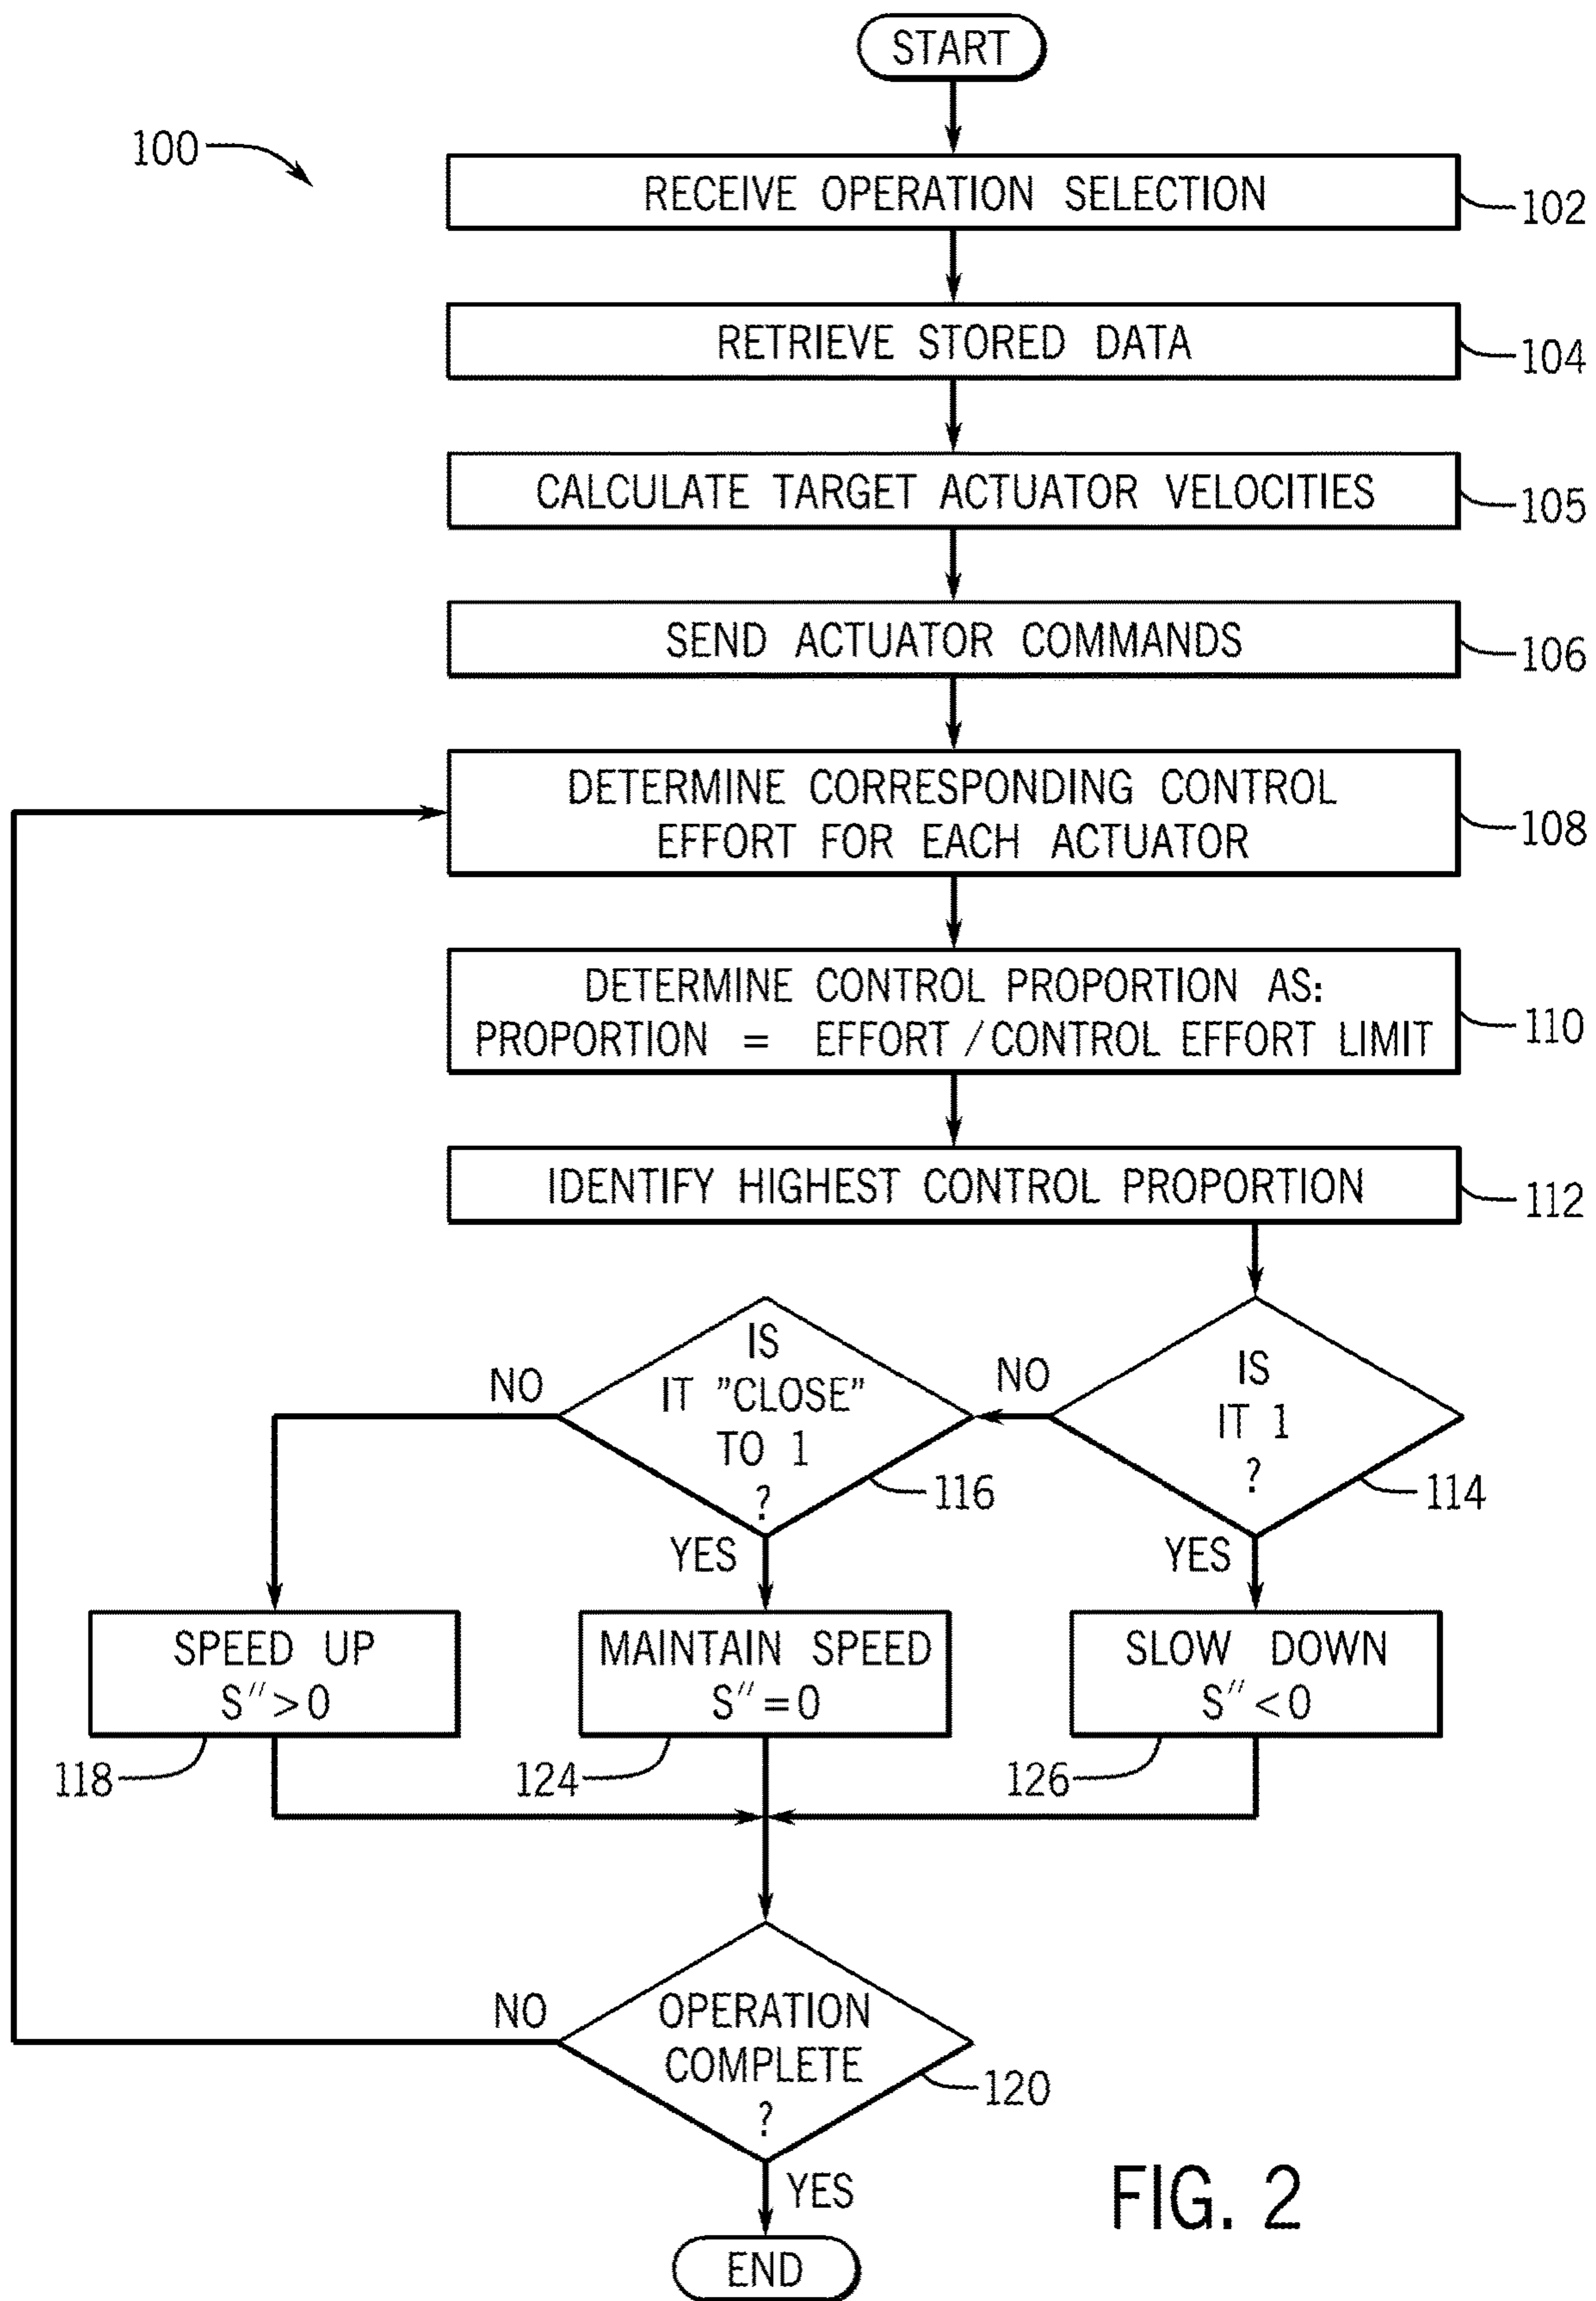 START
100
RECEIVE OPERATION SELECTION
102
RETRIEVE STORED DATA
104
CALCULATE TARGET ACTUATOR VELOCITIES
105
SEND ACTUATOR COMMANDS
106
DETERMINE CORRESPONDING CONTROL
EFFORT FOR EACH ACTUATOR
108
DETERMINE CONTROL PROPORTION AS:
PROPORTION = EFFORT / CONTROL EFFORT LIMIT
110
IDENTIFY HIGHEST CONTROL PROPORTION
112
IS
IT 1
?
114
NO
YES
IS
IT "CLOSE"
TO 1
?
116
NO
YES
SPEED UP
S″ > 0
118
MAINTAIN SPEED
S″ = 0
124
SLOW DOWN
S″ < 0
126
OPERATION
COMPLETE
?
120
NO
YES
END
FIG. 2